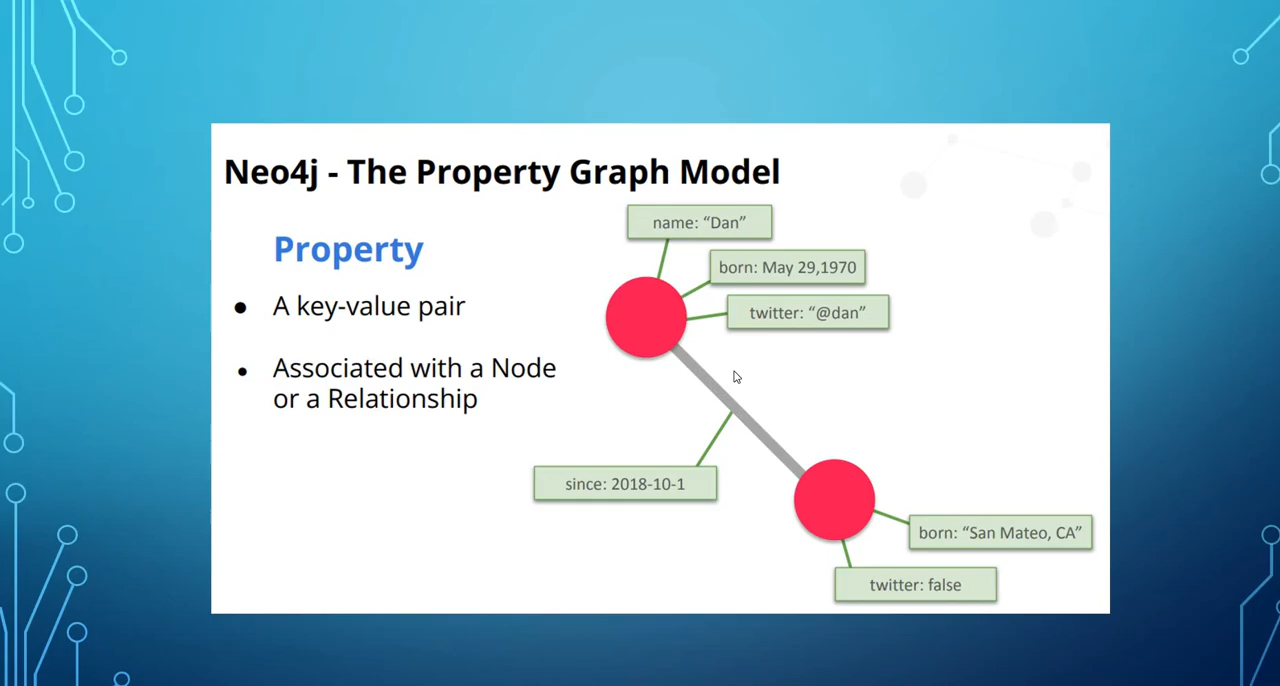 Neo4j - The Property Graph Model
Property
● A key-value pair
● Associated with a Node
or a Relationship
name: “Dan”
born: May 29,1970
twitter: “@dan”
since: 2018-10-1
born: “San Mateo, CA”
twitter: false